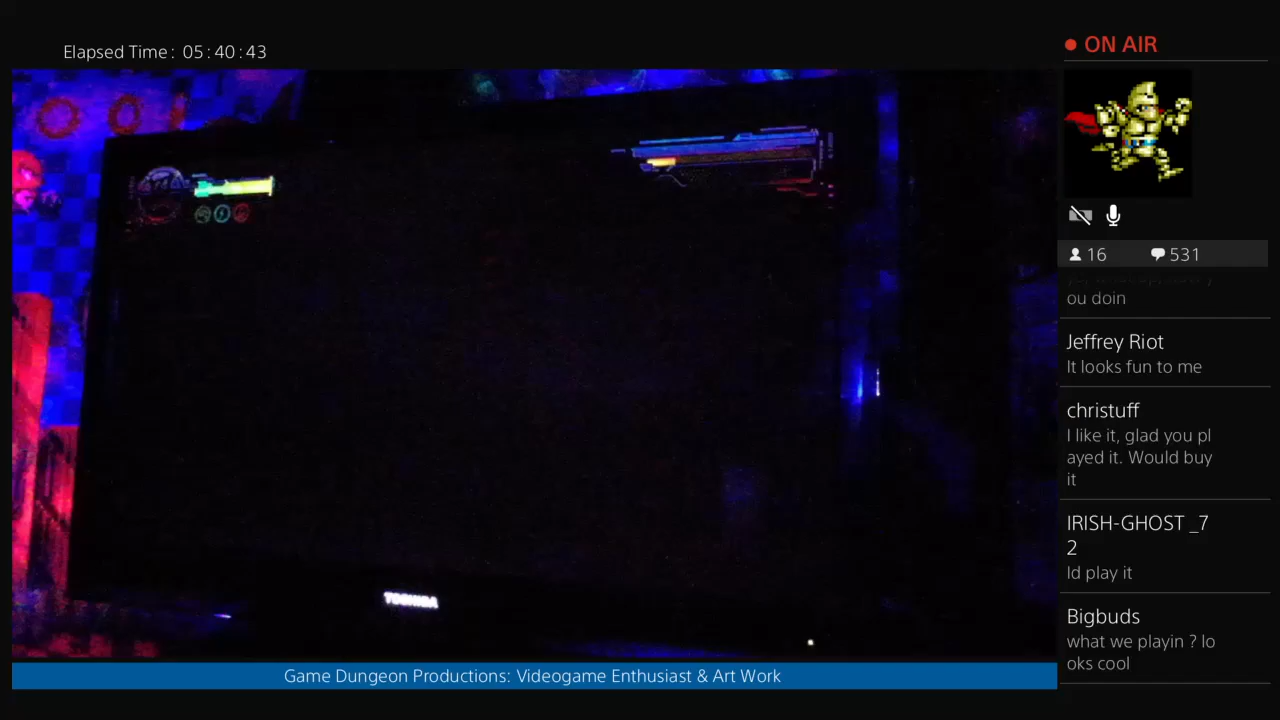 Elapsed Time: 05:40:43
ON AIR
16
531
ou doin
Jeffrey Riot
It looks fun to me
christuff
I like it, glad you pl
ayed it. Would buy
it
IRISH-GHOST _7
2
Id play it
Bigbuds
what we playin ? lo
oks cool
TOSHIBA
Game Dungeon Productions: Videogame Enthusiast & Art Work